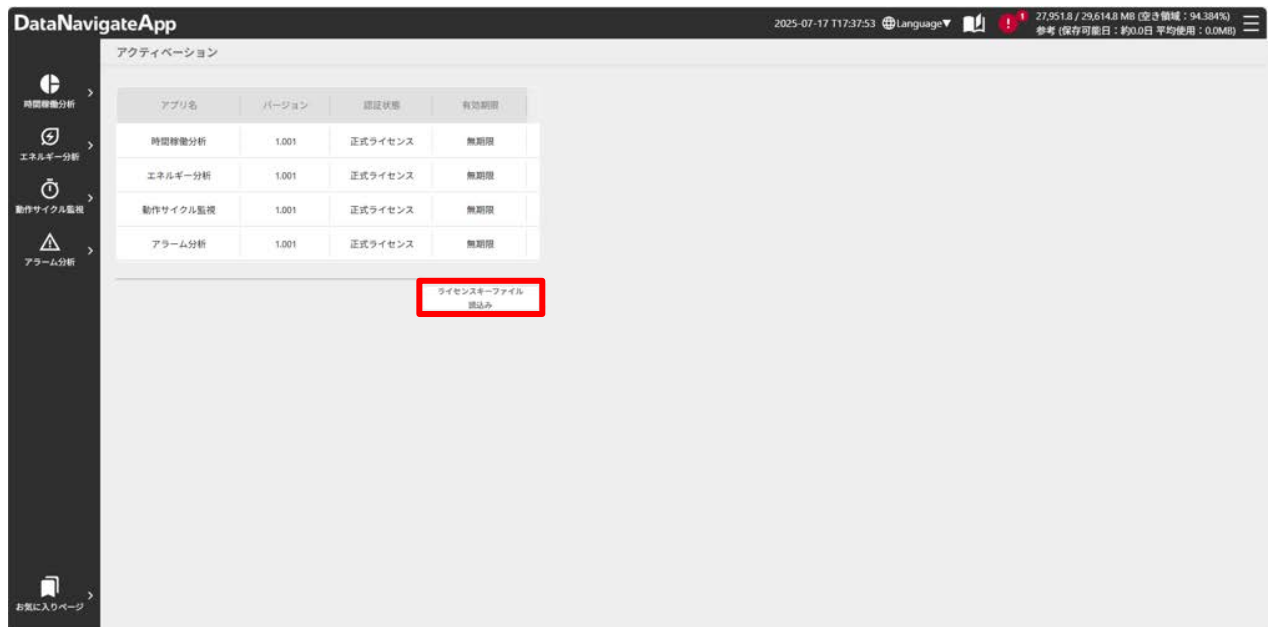 DataNavigateApp
2025-07-17 T17:37:53 Language▼ ! 1 27,951.8 / 29,614.8 MB (空き領域：94.384%)
参考 (保存可能日：約0.0日 平均使用：0.0MB)
アクティベーション
時間稼働分析
エネルギー分析
動作サイクル監視
アラーム分析
お気に入りページ
アプリ名 バージョン 認証状態 有効期限
時間稼働分析 1.001 正式ライセンス 無期限
エネルギー分析 1.001 正式ライセンス 無期限
動作サイクル監視 1.001 正式ライセンス 無期限
アラーム分析 1.001 正式ライセンス 無期限
ライセンスキーファイル
読込み